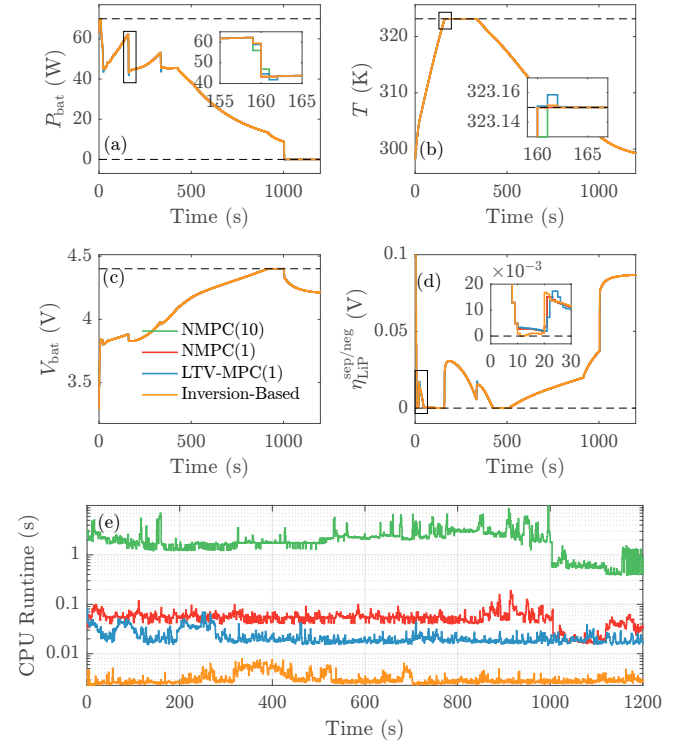 60
40
20
0
P_bat (W)
(a)
60
50
40
155 160 165
0 500 1000
Time (s)
320
310
300
T (K)
(b)
323.16
323.14
160 165
0 500 1000
Time (s)
4.5
4
3.5
V_bat (V)
(c)
NMPC(10)
NMPC(1)
LTV-MPC(1)
Inversion-Based
0 500 1000
Time (s)
0.1
0.05
0
η_LiP^sep/neg (V)
(d)
×10^−3
20
10
0
0 10 20 30
0 500 1000
Time (s)
(e)
CPU Runtime (s)
1
0.1
0.01
0 200 400 600 800 1000 1200
Time (s)